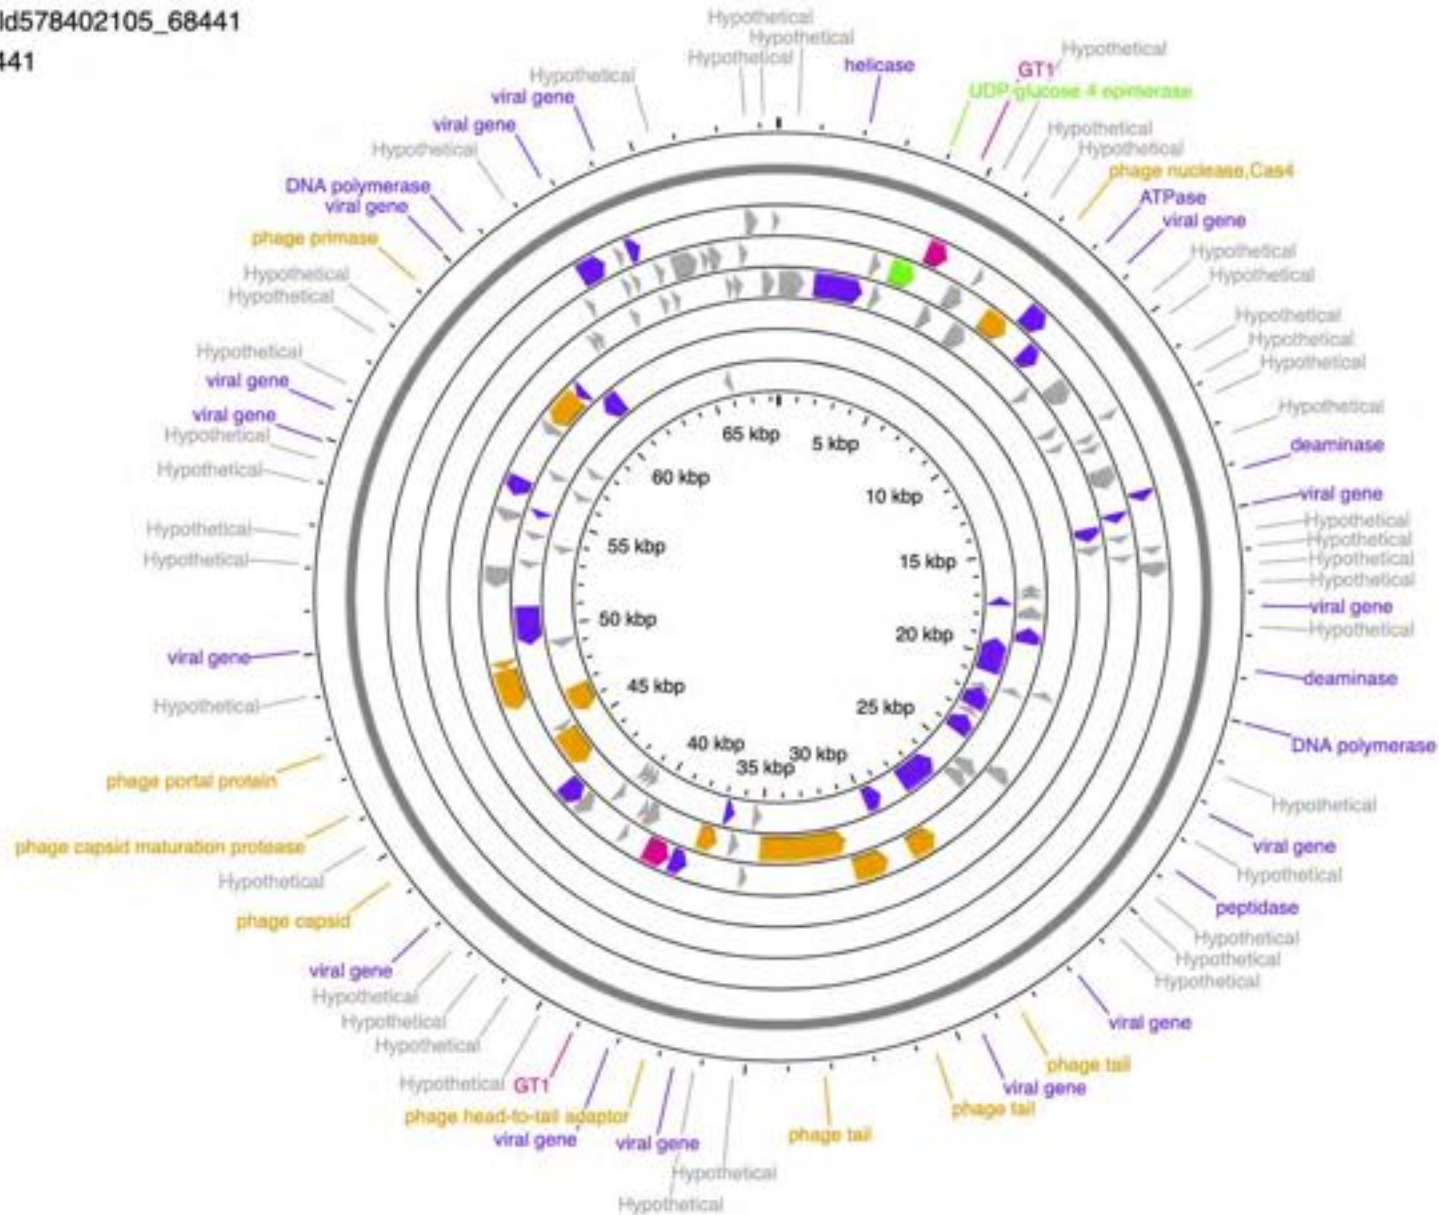 ld578402105_68441
441
Hypothetical
Hypothetical
Hypothetical
helicase
GT1
Hypothetical
UDP glucose 4 epimerase
Hypothetical
Hypothetical
phage nuclease,Cas4
ATPase
viral gene
Hypothetical
Hypothetical
Hypothetical
Hypothetical
Hypothetical
Hypothetical
deaminase
viral gene
Hypothetical
Hypothetical
Hypothetical
Hypothetical
viral gene
Hypothetical
deaminase
DNA polymerase
Hypothetical
viral gene
Hypothetical
peptidase
Hypothetical
Hypothetical
Hypothetical
viral gene
phage tail
viral gene
phage tail
phage tail
Hypothetical
Hypothetical
viral gene
viral gene
phage head-to-tail adaptor
GT1
Hypothetical
Hypothetical
Hypothetical
Hypothetical
viral gene
phage capsid
Hypothetical
phage capsid maturation protease
phage portal protein
Hypothetical
viral gene
Hypothetical
Hypothetical
Hypothetical
Hypothetical
viral gene
viral gene
Hypothetical
Hypothetical
Hypothetical
phage primase
viral gene
DNA polymerase
Hypothetical
viral gene
viral gene
Hypothetical
5 kbp
10 kbp
15 kbp
20 kbp
25 kbp
30 kbp
35 kbp
40 kbp
45 kbp
50 kbp
55 kbp
60 kbp
65 kbp